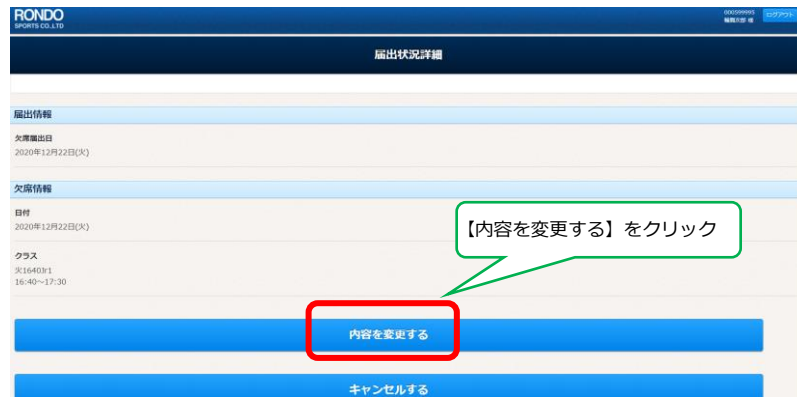 RONDO
SPORTS CO.,LTD
000599995
ログアウト
届出状況詳細
届出情報
欠席届出日
2020年12月22日(火)
欠席情報
日付
2020年12月22日(火)
【内容を変更する】をクリック
クラス
16:40～17:30
内容を変更する
キャンセルする